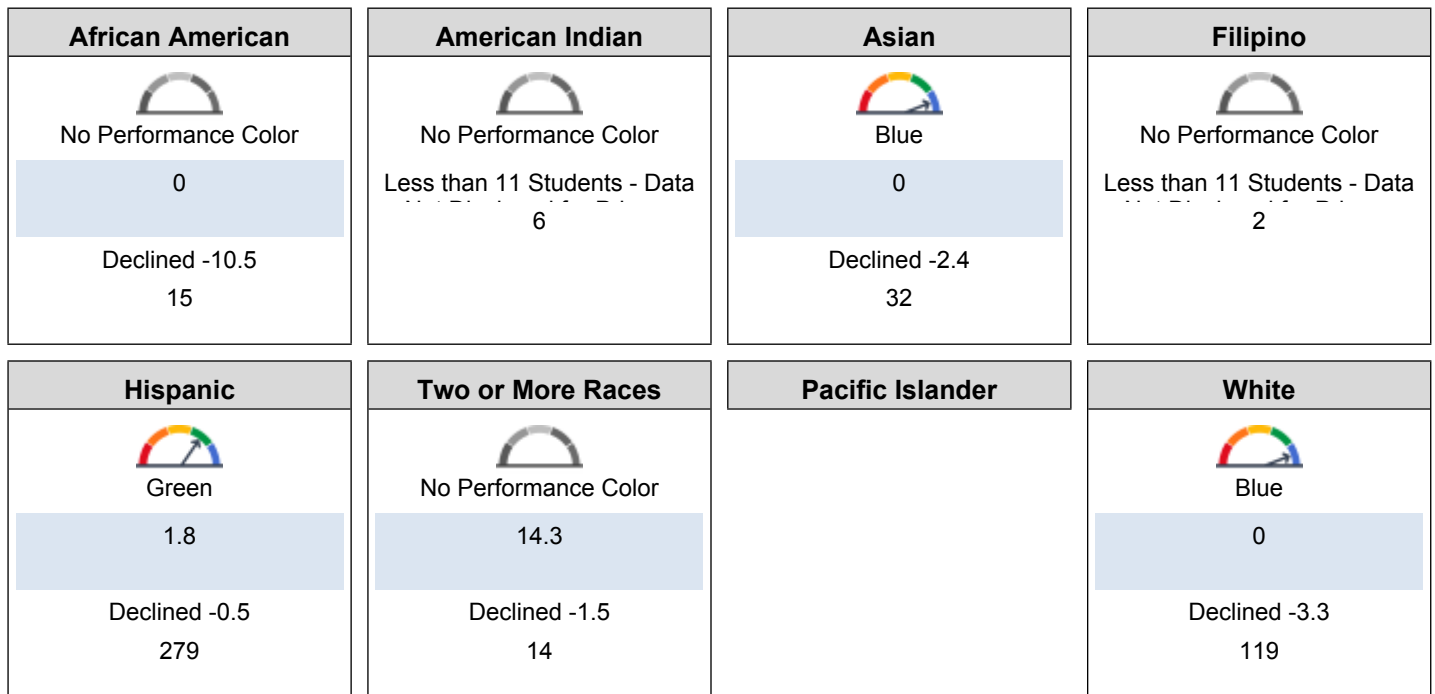 African American
No Performance Color
0
Declined -10.5
15
American Indian
No Performance Color
Less than 11 Students - Data
6
Asian
Blue
0
Declined -2.4
32
Filipino
No Performance Color
Less than 11 Students - Data
2
Hispanic
Green
1.8
Declined -0.5
279
Two or More Races
No Performance Color
14.3
Declined -1.5
14
Pacific Islander
White
Blue
0
Declined -3.3
119